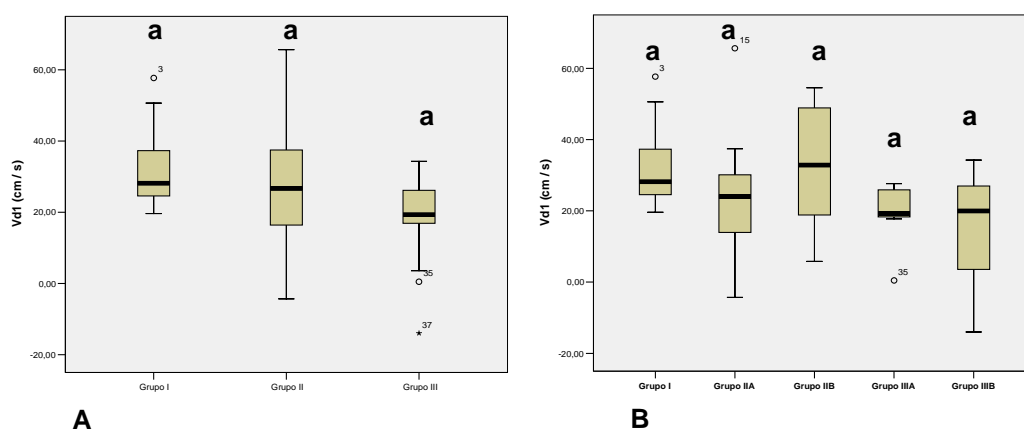 a
a
a
3
60,00
40,00
20,00
0,00
-20,00
Vd1 (cm / s)
35
37
Grupo I
Grupo II
Grupo III
A
a
a
a
a
a
3
15
35
60,00
40,00
20,00
0,00
-20,00
Vd1 (cm / s)
Grupo I
Grupo IIA
Grupo IIB
Grupo IIIA
Grupo IIIB
B